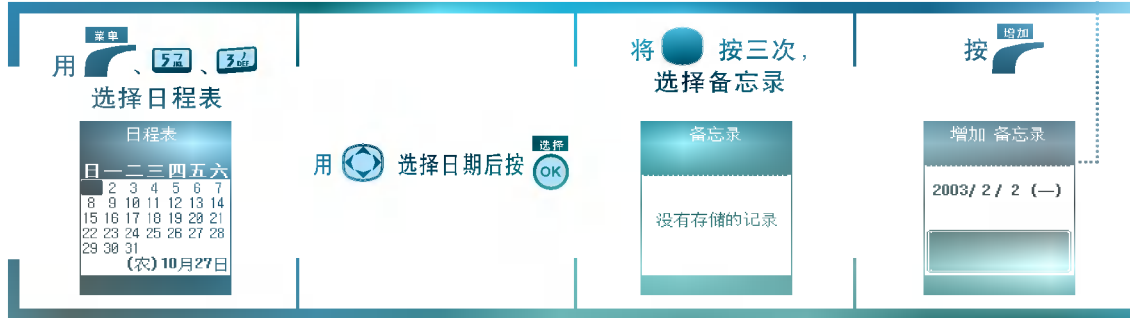 菜单
用 、5 JKL、3 DEF
选择日程表
日程表
日一二三四五六
2 3 4 5 6 7
8 9 10 11 12 13 14
15 16 17 18 19 20 21
22 23 24 25 26 27 28
29 30 31
(农)10月27日
选择
用 选择日期后按 OK
将 按三次，
选择备忘录
备忘录
没有存储的记录
增加
按
增加 备忘录
2003/ 2 / 2 (一)